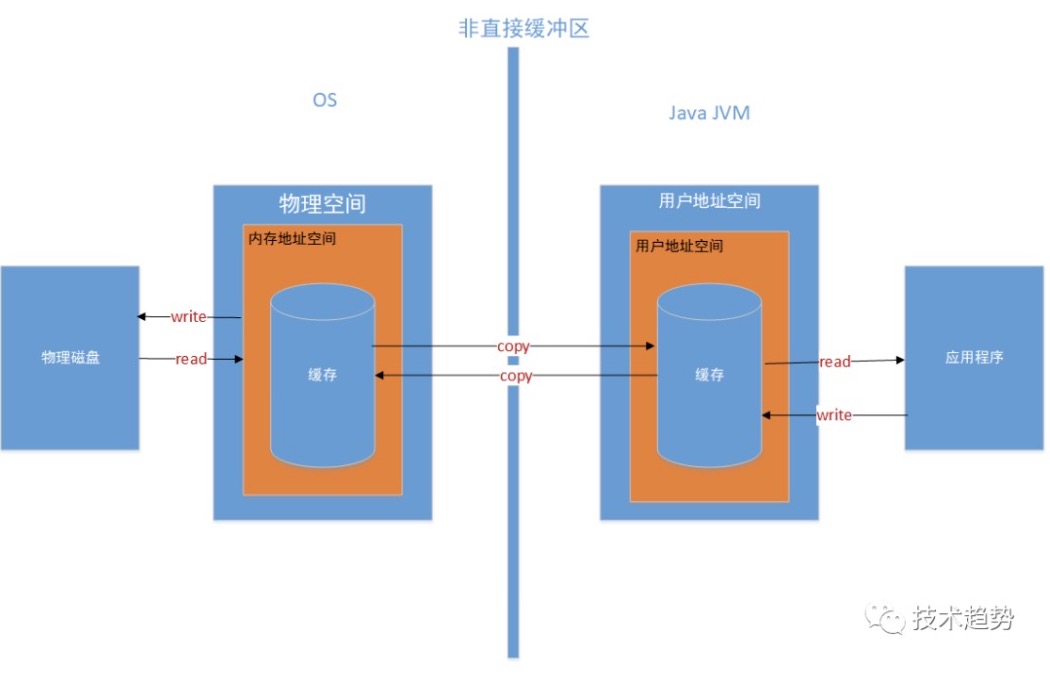 非直接缓冲区
OS
Java JVM
物理空间
内存地址空间
用户地址空间
用户地址空间
write
read
物理磁盘
缓存
copy
copy
缓存
read
write
应用程序
技术趋势